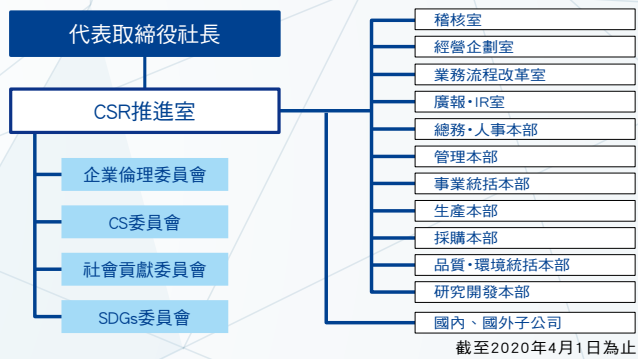 代表取締役社長
CSR推進室
企業倫理委員會
CS委員會
社會貢獻委員會
SDGs委員會
稽核室
經營企劃室
業務流程改革室
廣報•IR室
總務•人事本部
管理本部
事業統括本部
生產本部
採購本部
品質•環境統括本部
研究開發本部
國內、國外子公司
截至2020年4月1日為止